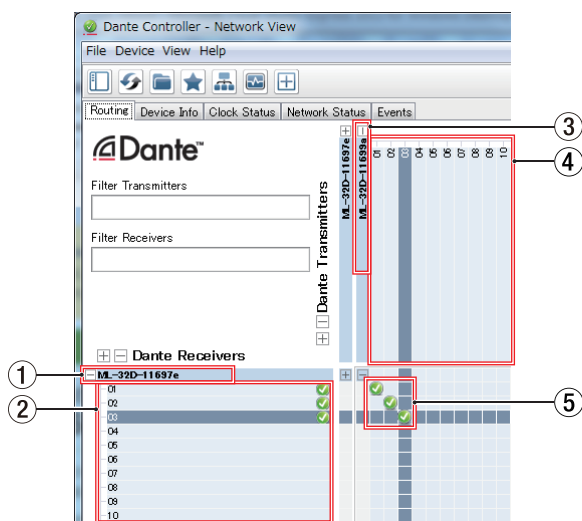 Dante Controller - Network View
File Device View Help
Routing Device Info Clock Status Network Status Events
Dante™
Filter Transmitters
Filter Receivers
Dante Transmitters
ML-32D-11697e
ML-32D-11699a
01 02 03 04 05 06 07 08 09 10
Dante Receivers
ML-32D-11697e
01
02
03
04
05
06
07
08
09
10
1
2
3
4
5